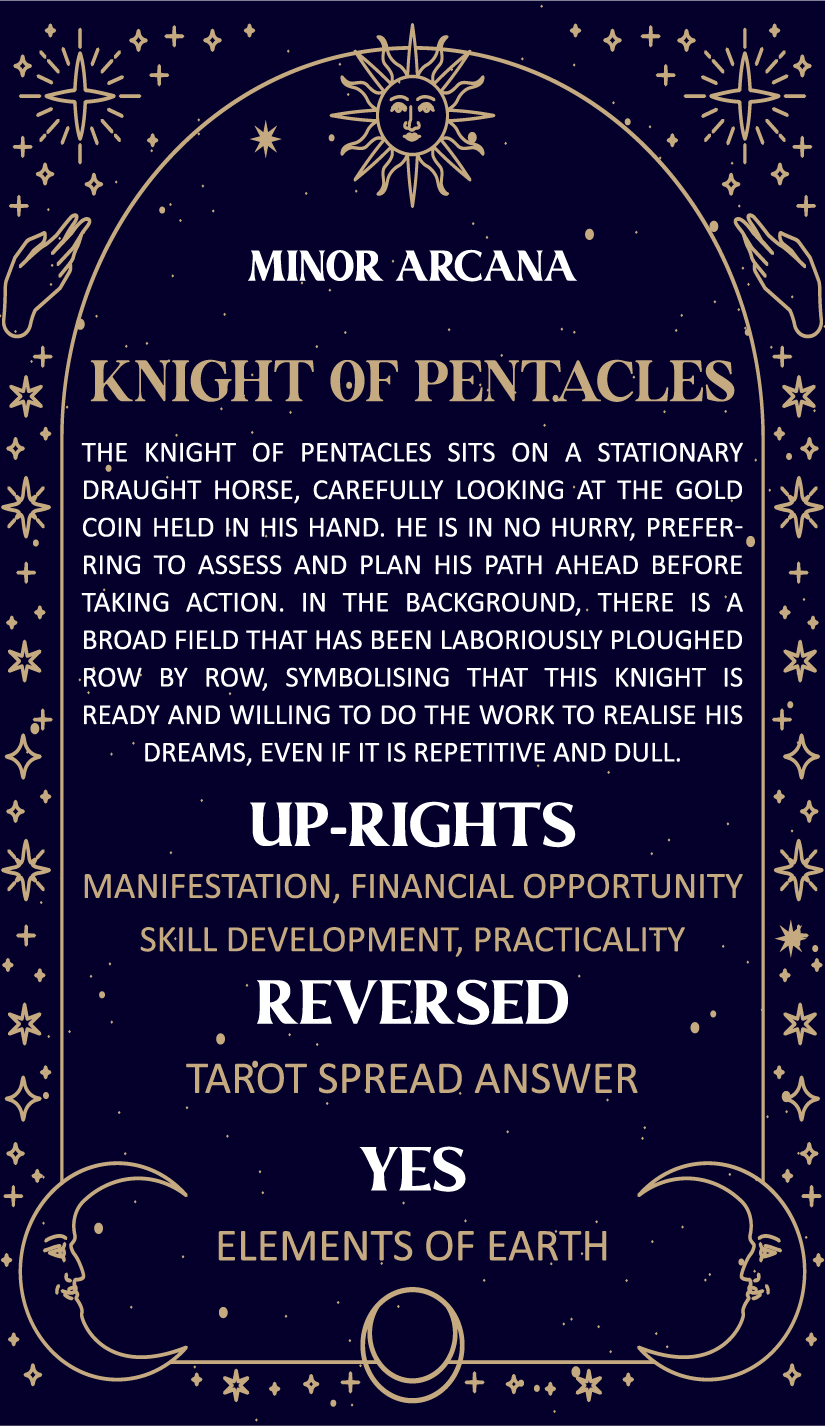 MINOR ARCANA
KNIGHT OF PENTACLES
THE KNIGHT OF PENTACLES SITS ON A STATIONARY
DRAUGHT HORSE, CAREFULLY LOOKING AT THE GOLD
COIN HELD IN HIS HAND. HE IS IN NO HURRY, PREFER-
RING TO ASSESS AND PLAN HIS PATH AHEAD BEFORE
TAKING ACTION. IN THE BACKGROUND, THERE IS A
BROAD FIELD THAT HAS BEEN LABORIOUSLY PLOUGHED
ROW BY ROW, SYMBOLISING THAT THIS KNIGHT IS
READY AND WILLING TO DO THE WORK TO REALISE HIS
DREAMS, EVEN IF IT IS REPETITIVE AND DULL.
UP-RIGHTS
MANIFESTATION, FINANCIAL OPPORTUNITY
SKILL DEVELOPMENT, PRACTICALITY
REVERSED
TAROT SPREAD ANSWER
YES
ELEMENTS OF EARTH